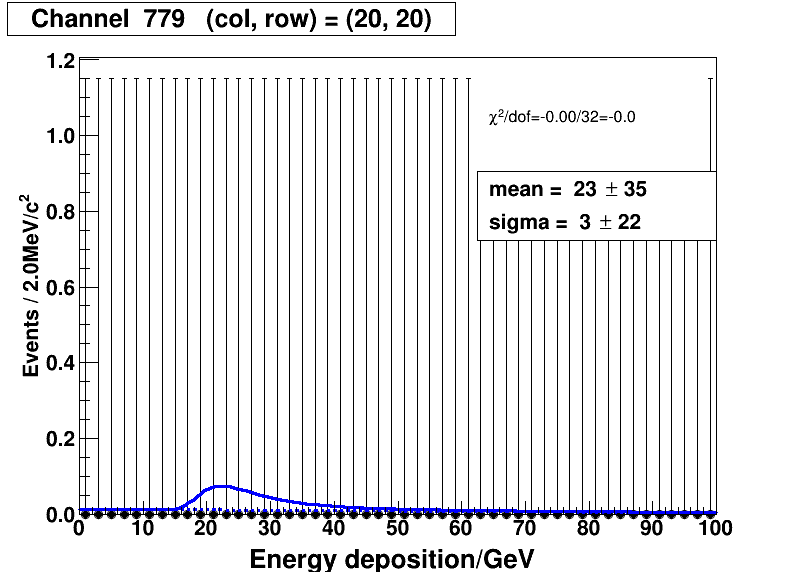 Channel 779 (col, row) = (20, 20)
1.2
1.0
0.8
0.6
0.4
0.2
0.0
Events / 2.0MeV/c²
χ²/dof=-0.00/32=-0.0
mean = 23 ± 35
sigma = 3 ± 22
0 10 20 30 40 50 60 70 80 90 100
Energy deposition/GeV